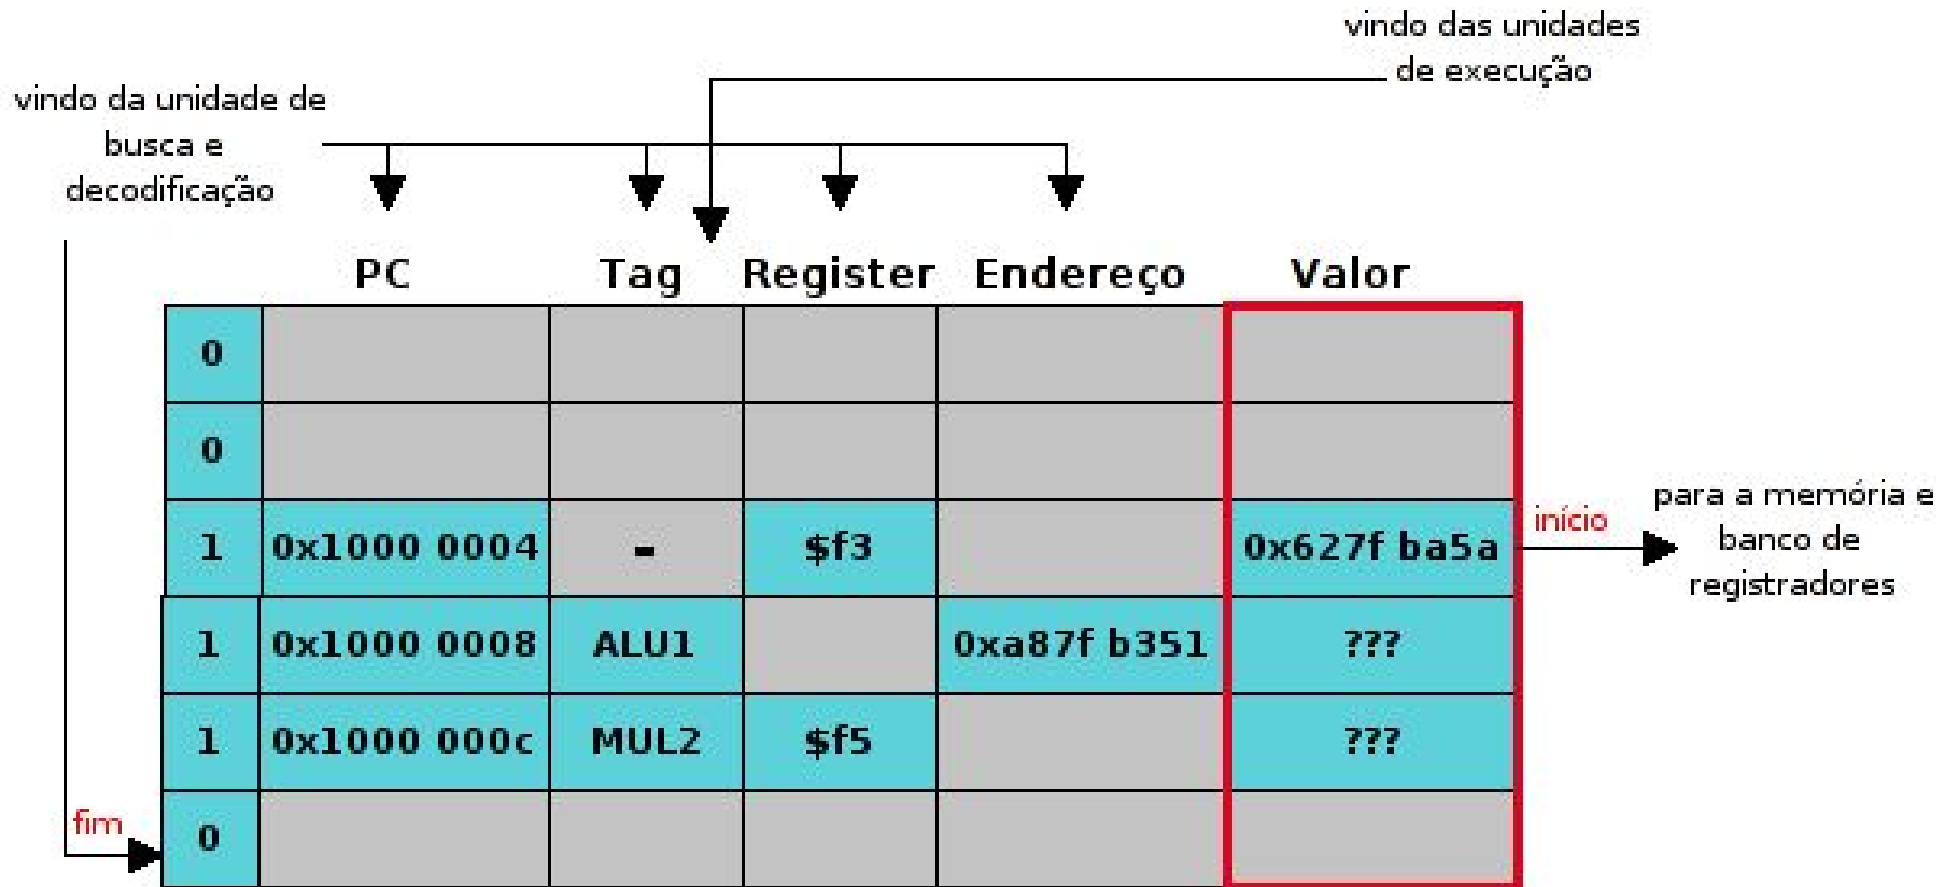 vindo das unidades
de execução
vindo da unidade de
busca e
decodificação
PC Tag Register Endereço Valor
0
0
1 0x1000 0004 - $f3 0x627f ba5a
início
para a memória e
banco de
registradores
1 0x1000 0008 ALU1 0xa87f b351 ???
1 0x1000 000c MUL2 $f5 ???
fim
0